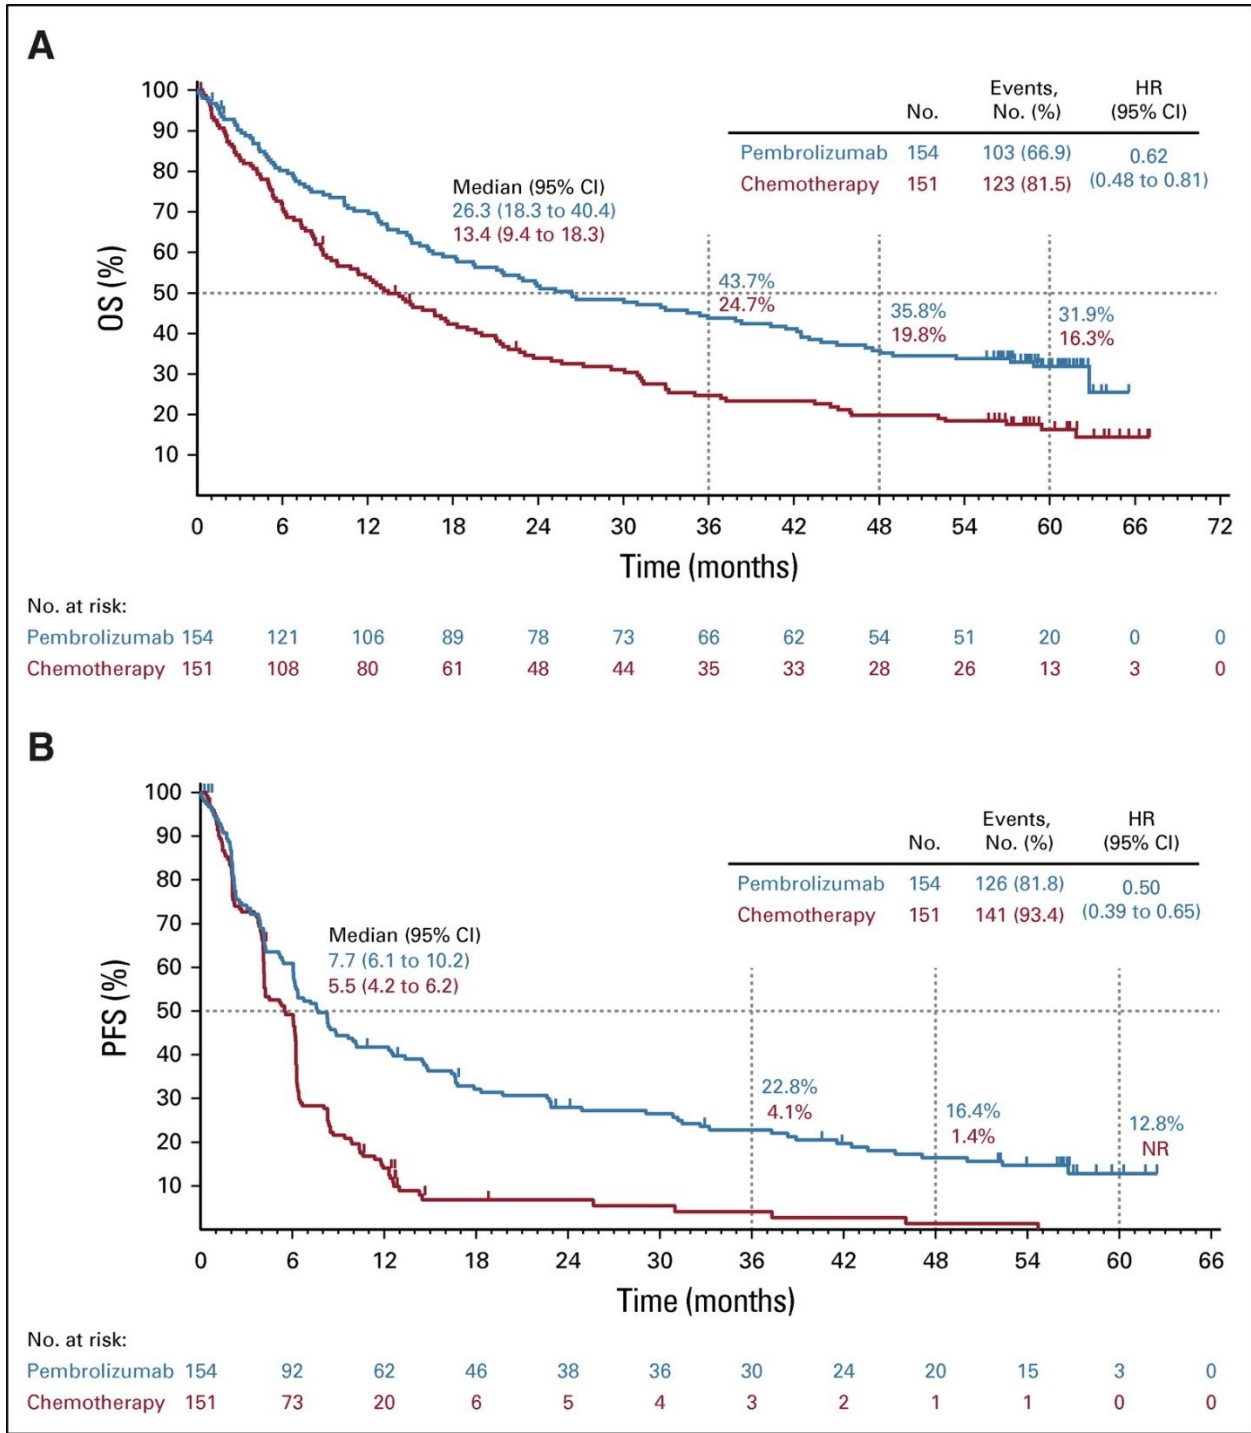 A
100
90
80
70
60
50
40
30
20
10
OS (%)
No. Events, No. (%) HR (95% CI)
Pembrolizumab 154 103 (66.9) 0.62 (0.48 to 0.81)
Chemotherapy 151 123 (81.5)
Median (95% CI)
26.3 (18.3 to 40.4)
13.4 (9.4 to 18.3)
43.7%
24.7%
35.8%
19.8%
31.9%
16.3%
0 6 12 18 24 30 36 42 48 54 60 66 72
Time (months)
No. at risk:
Pembrolizumab 154 121 106 89 78 73 66 62 54 51 20 0 0
Chemotherapy 151 108 80 61 48 44 35 33 28 26 13 3 0
B
100
90
80
70
60
50
40
30
20
10
PFS (%)
No. Events, No. (%) HR (95% CI)
Pembrolizumab 154 126 (81.8) 0.50 (0.39 to 0.65)
Chemotherapy 151 141 (93.4)
Median (95% CI)
7.7 (6.1 to 10.2)
5.5 (4.2 to 6.2)
22.8%
4.1%
16.4%
1.4%
12.8%
NR
0 6 12 18 24 30 36 42 48 54 60 66
Time (months)
No. at risk:
Pembrolizumab 154 92 62 46 38 36 30 24 20 15 3 0
Chemotherapy 151 73 20 6 5 4 3 2 1 1 0 0